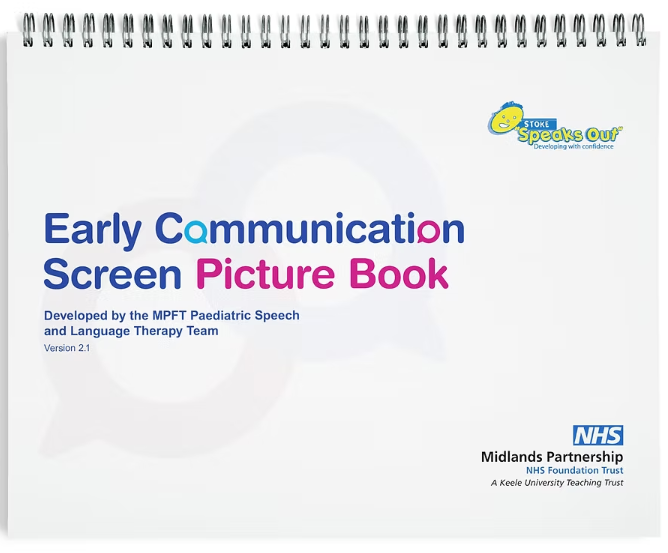 STOKE
Speaks Out
Developing with confidence
Early Communication
Screen Picture Book
Developed by the MPFT Paediatric Speech
and Language Therapy Team
Version 2.1
NHS
Midlands Partnership
NHS Foundation Trust
A Keele University Teaching Trust